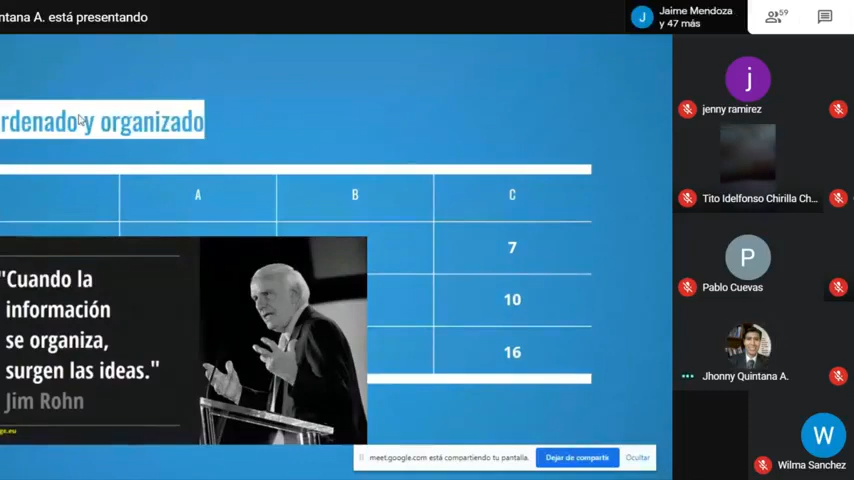 ntana A. está presentando
Jaime Mendoza
y 47 más
59
rdenado y organizado
A B C
7
10
16
"Cuando la
información
se organiza,
surgen las ideas."
Jim Rohn
gs.eu
meet.google.com está compartiendo tu pantalla.
Dejar de compartir
Ocultar
j
jenny ramirez
Tito Idelfonso Chirilla Ch...
P
Pablo Cuevas
Jhonny Quintana A.
W
Wilma Sanchez
J